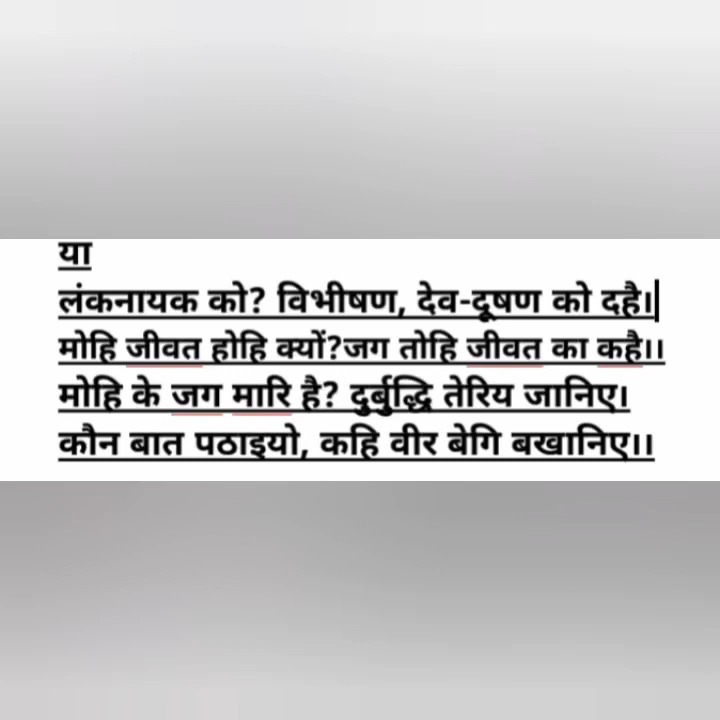 या
लंकनायक को? विभीषण, देव-दूषण को दहै।
मोहि जीवत होहि क्यों?जग तोहि जीवत का कहै।।
मोहि के जग मारि है? दुर्बुद्धि तेरिय जानिए।
कौन बात पठाइयो, कहि वीर बेगि बखानिए।।